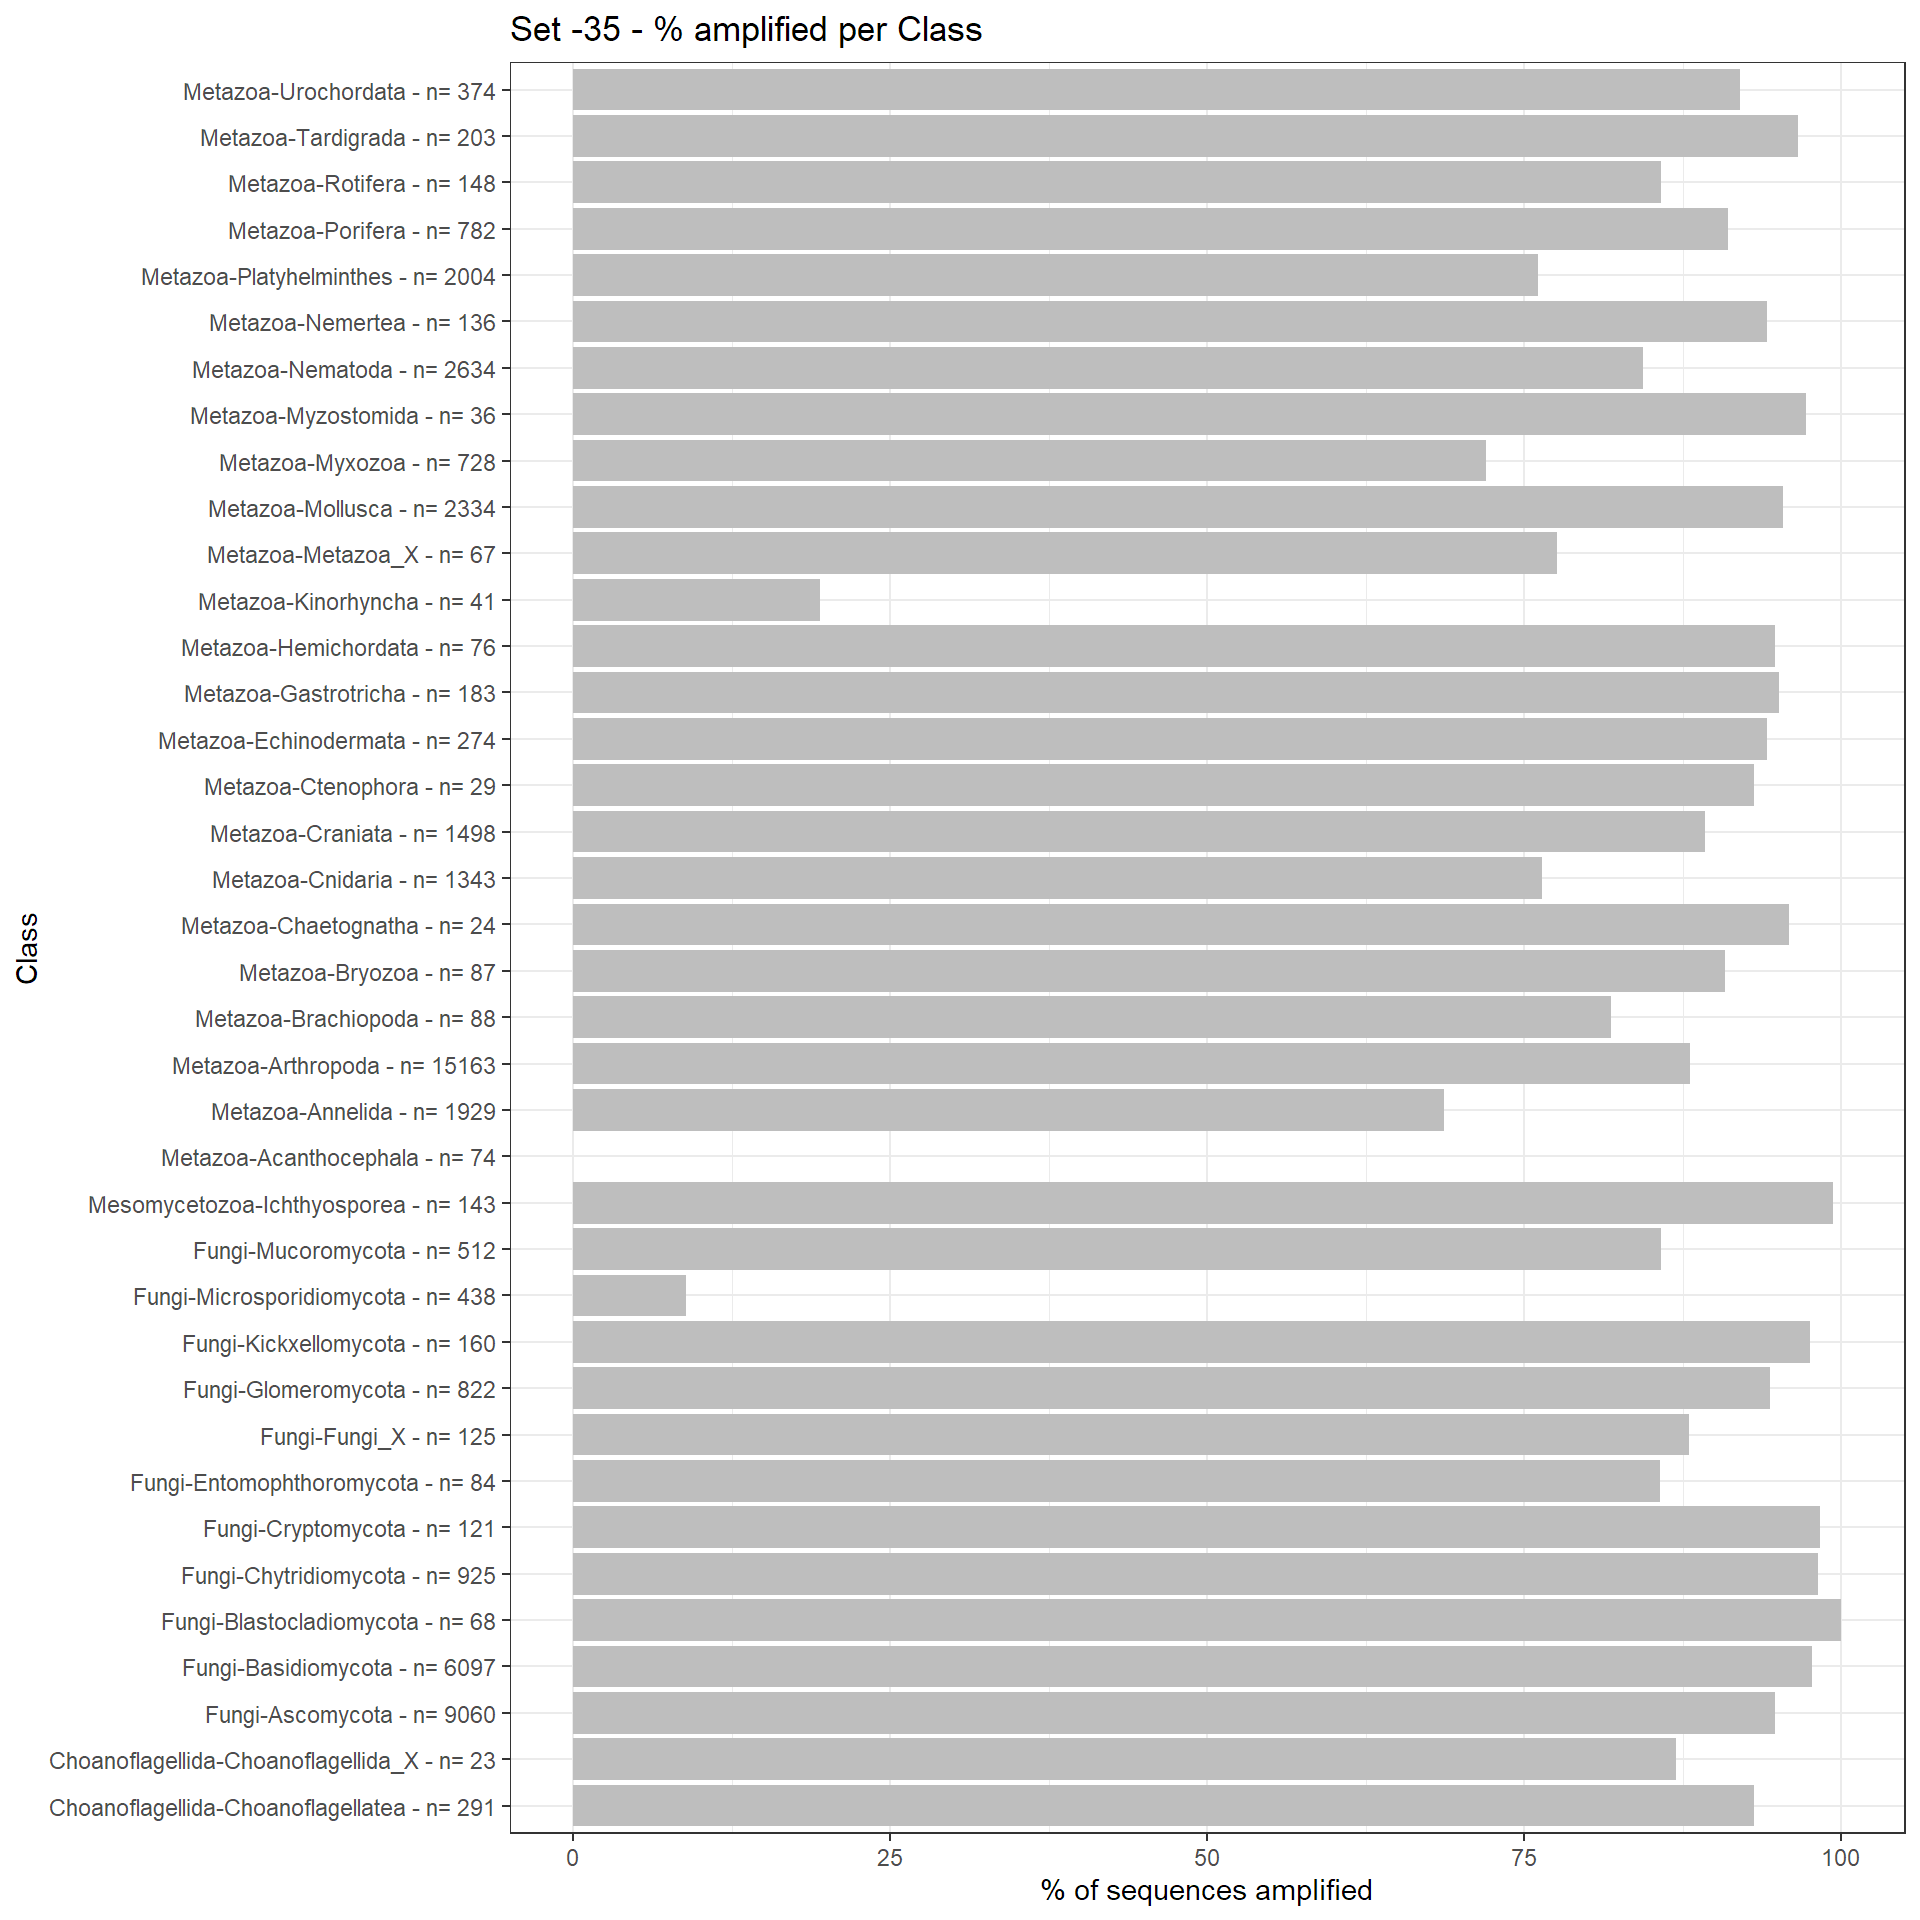 Set -35 - % amplified per Class
Metazoa-Urochordata - n= 374
Metazoa-Tardigrada - n= 203
Metazoa-Rotifera - n= 148
Metazoa-Porifera - n= 782
Metazoa-Platyhelminthes - n= 2004
Metazoa-Nemertea - n= 136
Metazoa-Nematoda - n= 2634
Metazoa-Myzostomida - n= 36
Metazoa-Myxozoa - n= 728
Metazoa-Mollusca - n= 2334
Metazoa-Metazoa_X - n= 67
Metazoa-Kinorhyncha - n= 41
Metazoa-Hemichordata - n= 76
Metazoa-Gastrotricha - n= 183
Metazoa-Echinodermata - n= 274
Metazoa-Ctenophora - n= 29
Metazoa-Craniata - n= 1498
Metazoa-Cnidaria - n= 1343
Metazoa-Chaetognatha - n= 24
Metazoa-Bryozoa - n= 87
Metazoa-Brachiopoda - n= 88
Metazoa-Arthropoda - n= 15163
Metazoa-Annelida - n= 1929
Metazoa-Acanthocephala - n= 74
Mesomycetozoa-Ichthyosporea - n= 143
Fungi-Mucoromycota - n= 512
Fungi-Microsporidiomycota - n= 438
Fungi-Kickxellomycota - n= 160
Fungi-Glomeromycota - n= 822
Fungi-Fungi_X - n= 125
Fungi-Entomophthoromycota - n= 84
Fungi-Cryptomycota - n= 121
Fungi-Chytridiomycota - n= 925
Fungi-Blastocladiomycota - n= 68
Fungi-Basidiomycota - n= 6097
Fungi-Ascomycota - n= 9060
Choanoflagellida-Choanoflagellida_X - n= 23
Choanoflagellida-Choanoflagellatea - n= 291
Class
0 25 50 75 100
% of sequences amplified